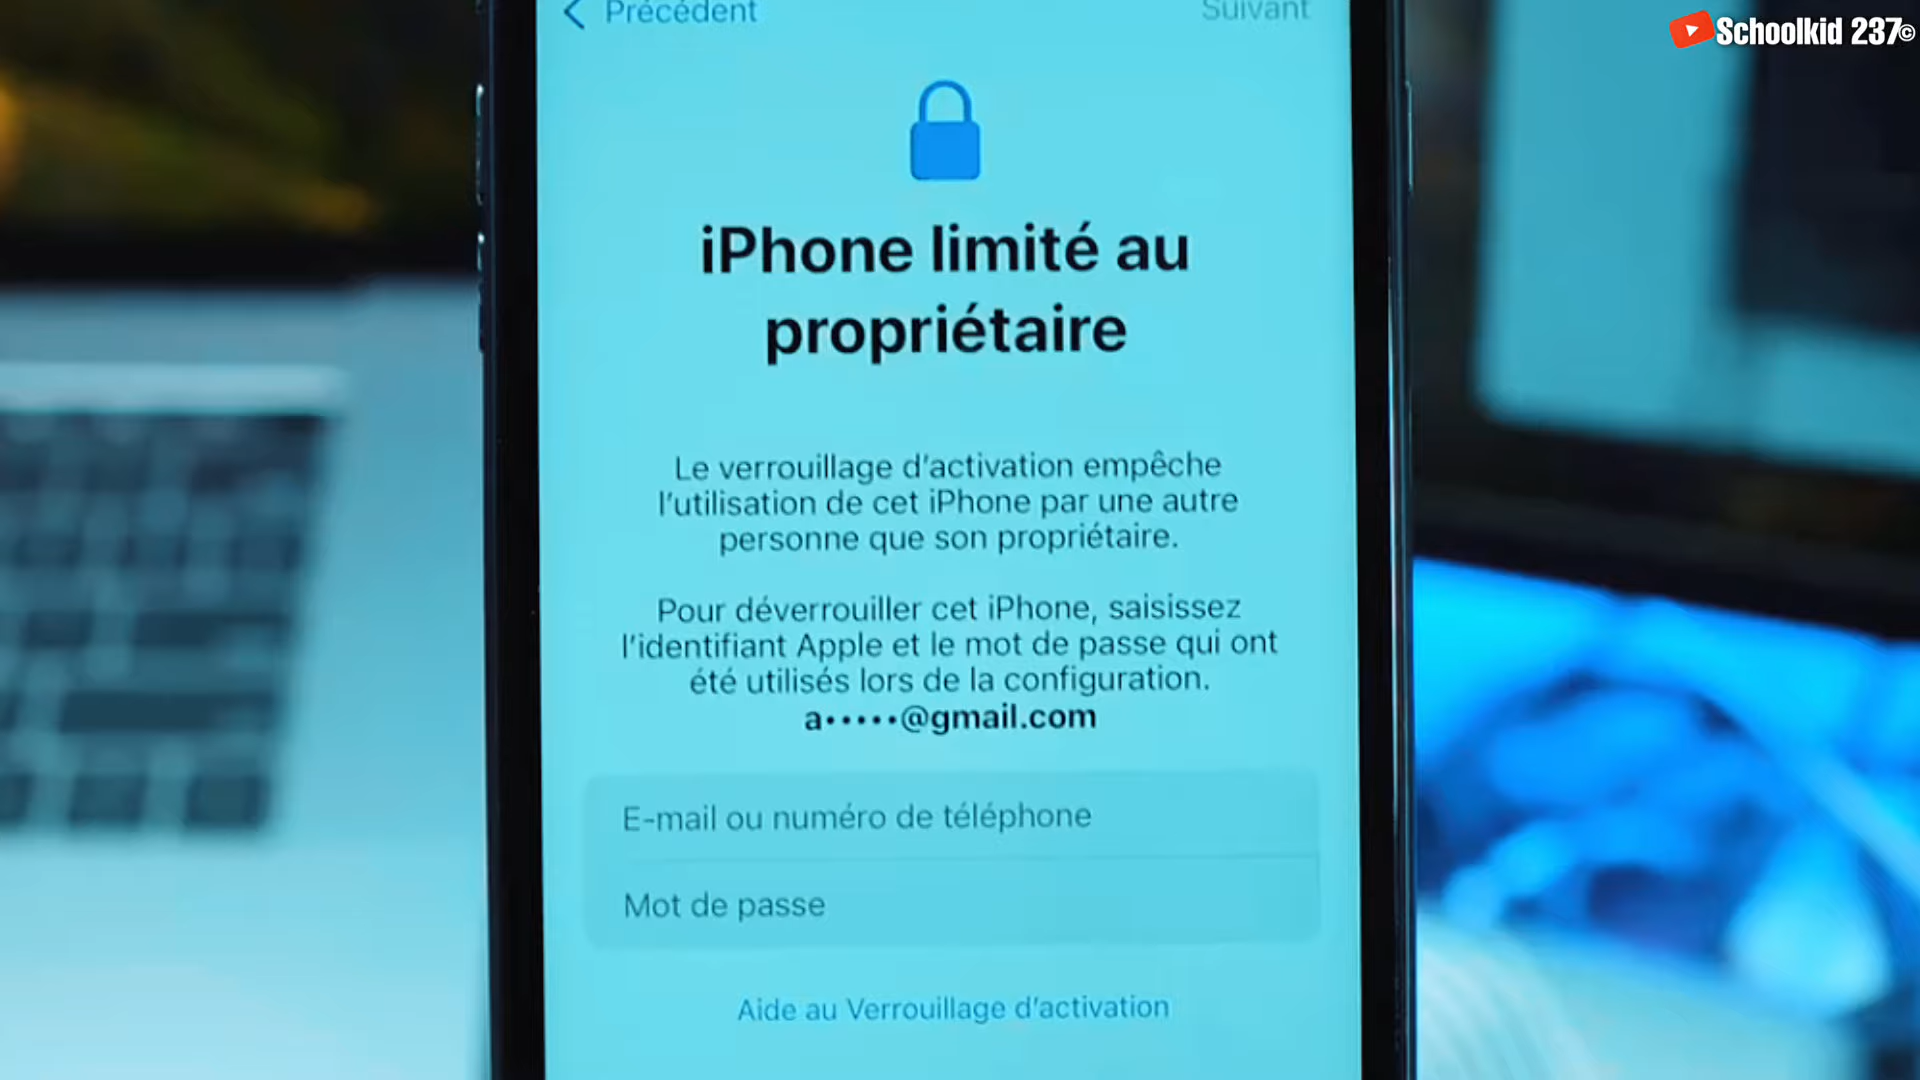 Précédent
Suivant
Schoolkid 237©
iPhone limité au
propriétaire
Le verrouillage d'activation empêche
l'utilisation de cet iPhone par une autre
personne que son propriétaire.
Pour déverrouiller cet iPhone, saisissez
l'identifiant Apple et le mot de passe qui ont
été utilisés lors de la configuration.
a•••••@gmail.com
E-mail ou numéro de téléphone
Mot de passe
Aide au Verrouillage d'activation